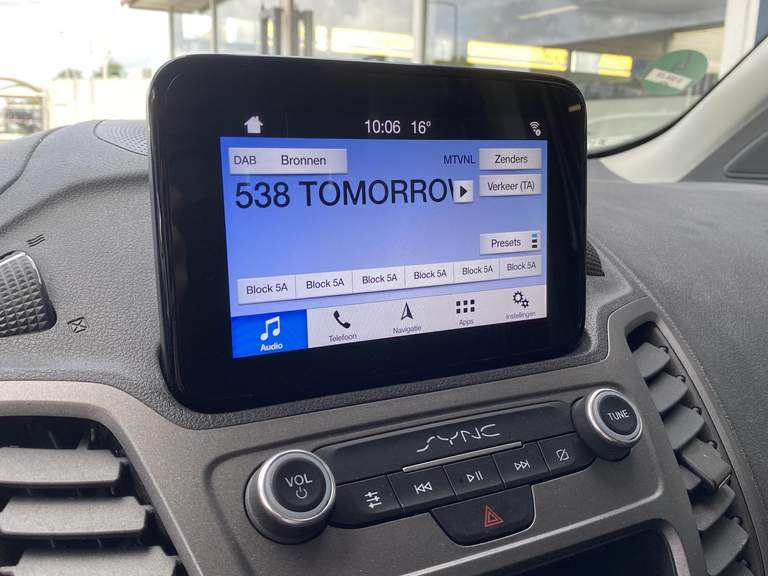 10:06 16°
DAB Bronnen MTVNL Zenders
538 TOMORROW
Verkeer (TA)
Presets
Block 5A Block 5A Block 5A Block 5A Block 5A Block 5A
Audio Telefoon Navigatie Apps Instellingen
SYNC
VOL
TUNE